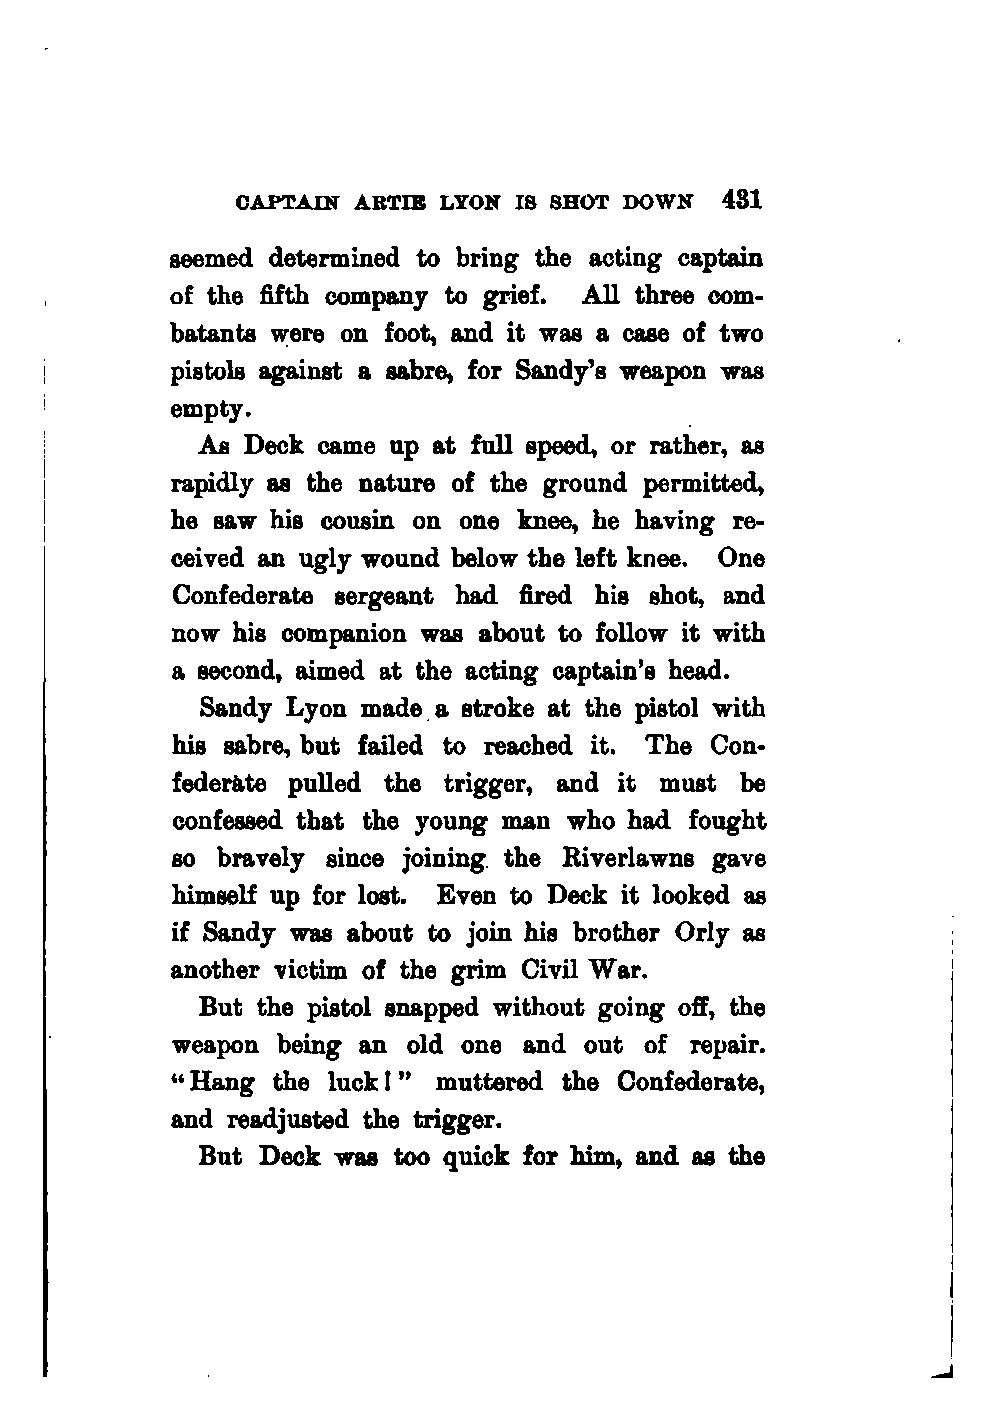 CAPTAIN ARTIE LYON IS SHOT DOWN 431
seemed determined to bring the acting captain
of the fifth company to grief. All three com-
batants were on foot, and it was a case of two
pistols against a sabre, for Sandy's weapon was
empty.
As Deck came up at full speed, or rather, as
rapidly as the nature of the ground permitted,
he saw his cousin on one knee, he having re-
ceived an ugly wound below the left knee. One
Confederate sergeant had fired his shot, and
now his companion was about to follow it with
a second, aimed at the acting captain's head.
Sandy Lyon made a stroke at the pistol with
his sabre, but failed to reached it. The Con-
federate pulled the trigger, and it must be
confessed that the young man who had fought
so bravely since joining the Riverlawns gave
himself up for lost. Even to Deck it looked as
if Sandy was about to join his brother Orly as
another victim of the grim Civil War.
But the pistol snapped without going off, the
weapon being an old one and out of repair.
"Hang the luck!" muttered the Confederate,
and readjusted the trigger.
But Deck was too quick for him, and as the